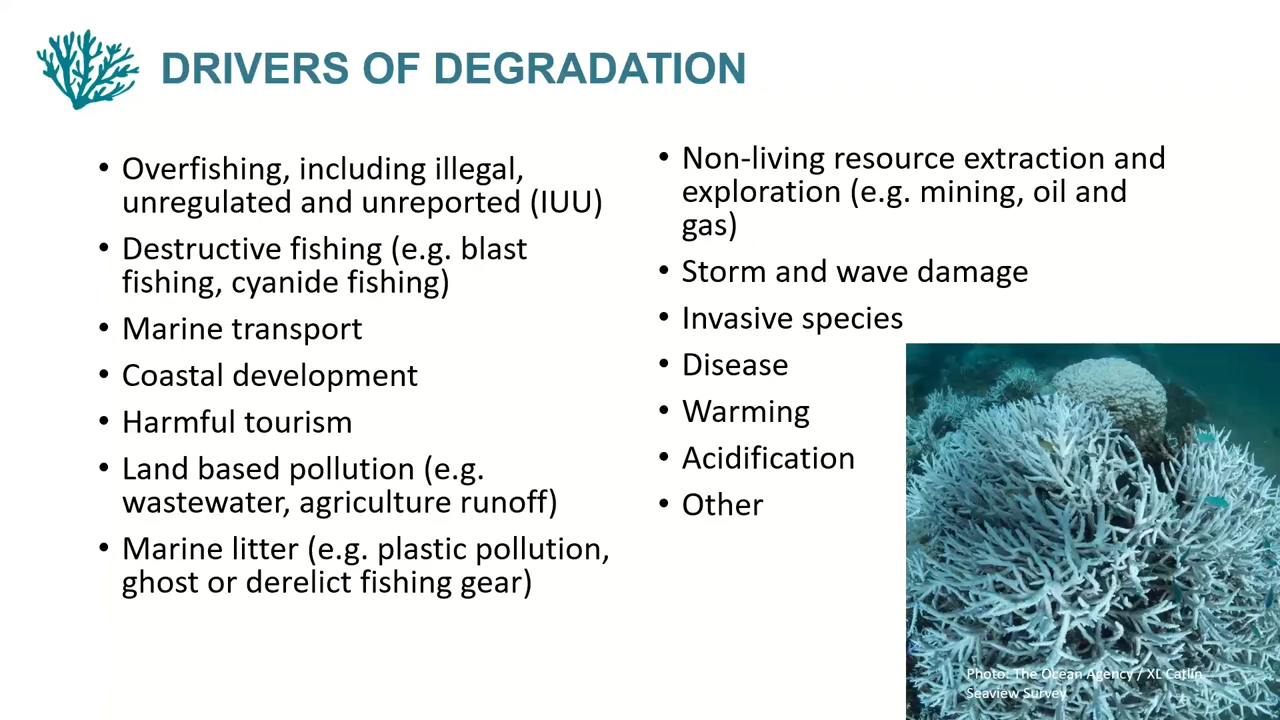 DRIVERS OF DEGRADATION
• Overfishing, including illegal,
unregulated and unreported (IUU)
• Destructive fishing (e.g. blast
fishing, cyanide fishing)
• Marine transport
• Coastal development
• Harmful tourism
• Land based pollution (e.g.
wastewater, agriculture runoff)
• Marine litter (e.g. plastic pollution,
ghost or derelict fishing gear)
• Non-living resource extraction and
exploration (e.g. mining, oil and
gas)
• Storm and wave damage
• Invasive species
• Disease
• Warming
• Acidification
• Other
Photo: The Ocean Agency / XL Catlin
Seaview Survey